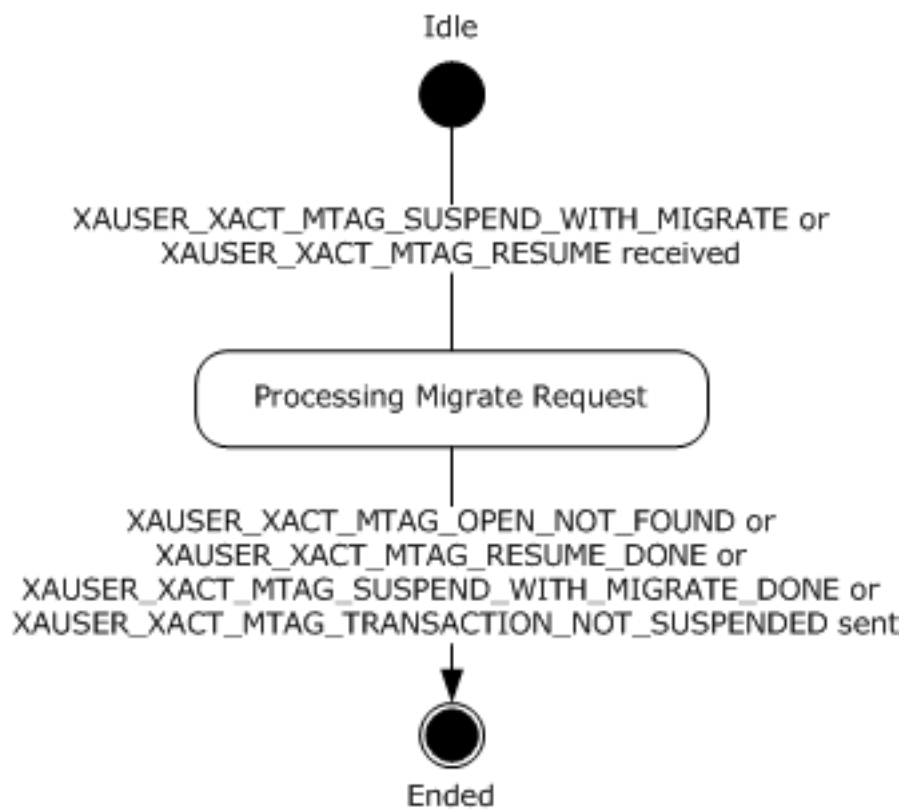 Idle
XAUSER_XACT_MTAG_SUSPEND_WITH_MIGRATE or
XAUSER_XACT_MTAG_RESUME received
Processing Migrate Request
XAUSER_XACT_MTAG_OPEN_NOT_FOUND or
XAUSER_XACT_MTAG_RESUME_DONE or
XAUSER_XACT_MTAG_SUSPEND_WITH_MIGRATE_DONE or
XAUSER_XACT_MTAG_TRANSACTION_NOT_SUSPENDED sent
Ended